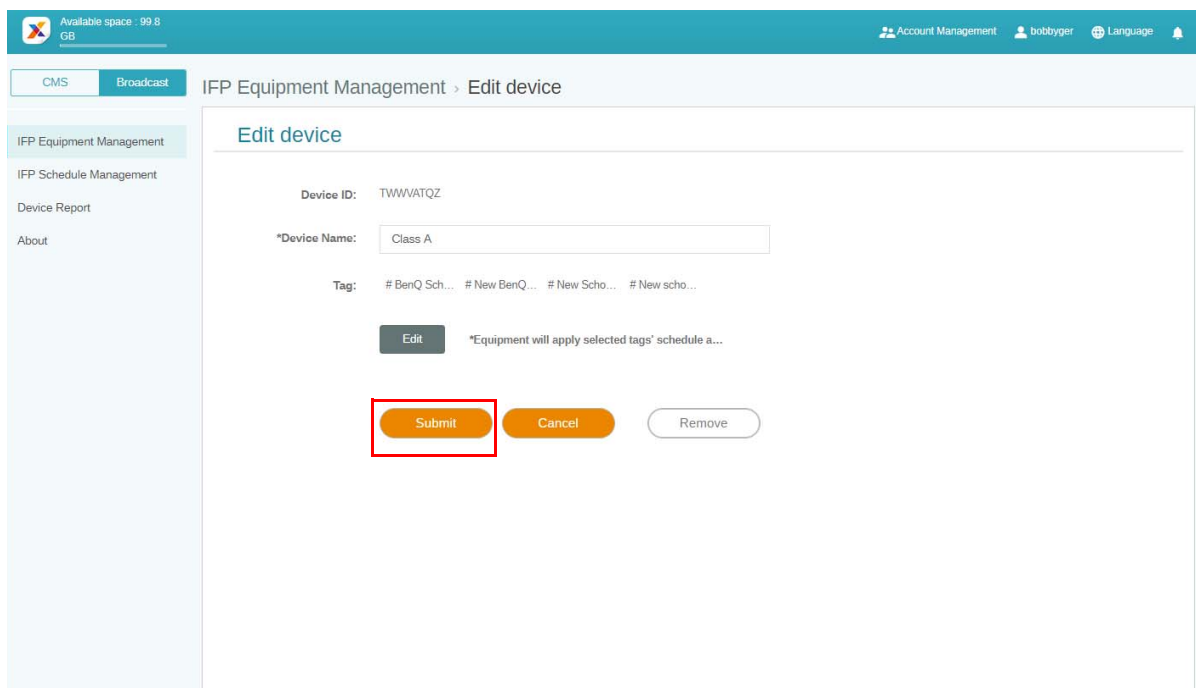 Available space : 99.8
GB
Account Management
bobbyger
Language
CMS
Broadcast
IFP Equipment Management › Edit device
IFP Equipment Management
IFP Schedule Management
Device Report
About
Edit device
Device ID: TWWVATQZ
*Device Name: Class A
Tag: # BenQ Sch... # New BenQ... # New Scho... # New scho...
Edit *Equipment will apply selected tags' schedule a...
Submit Cancel Remove